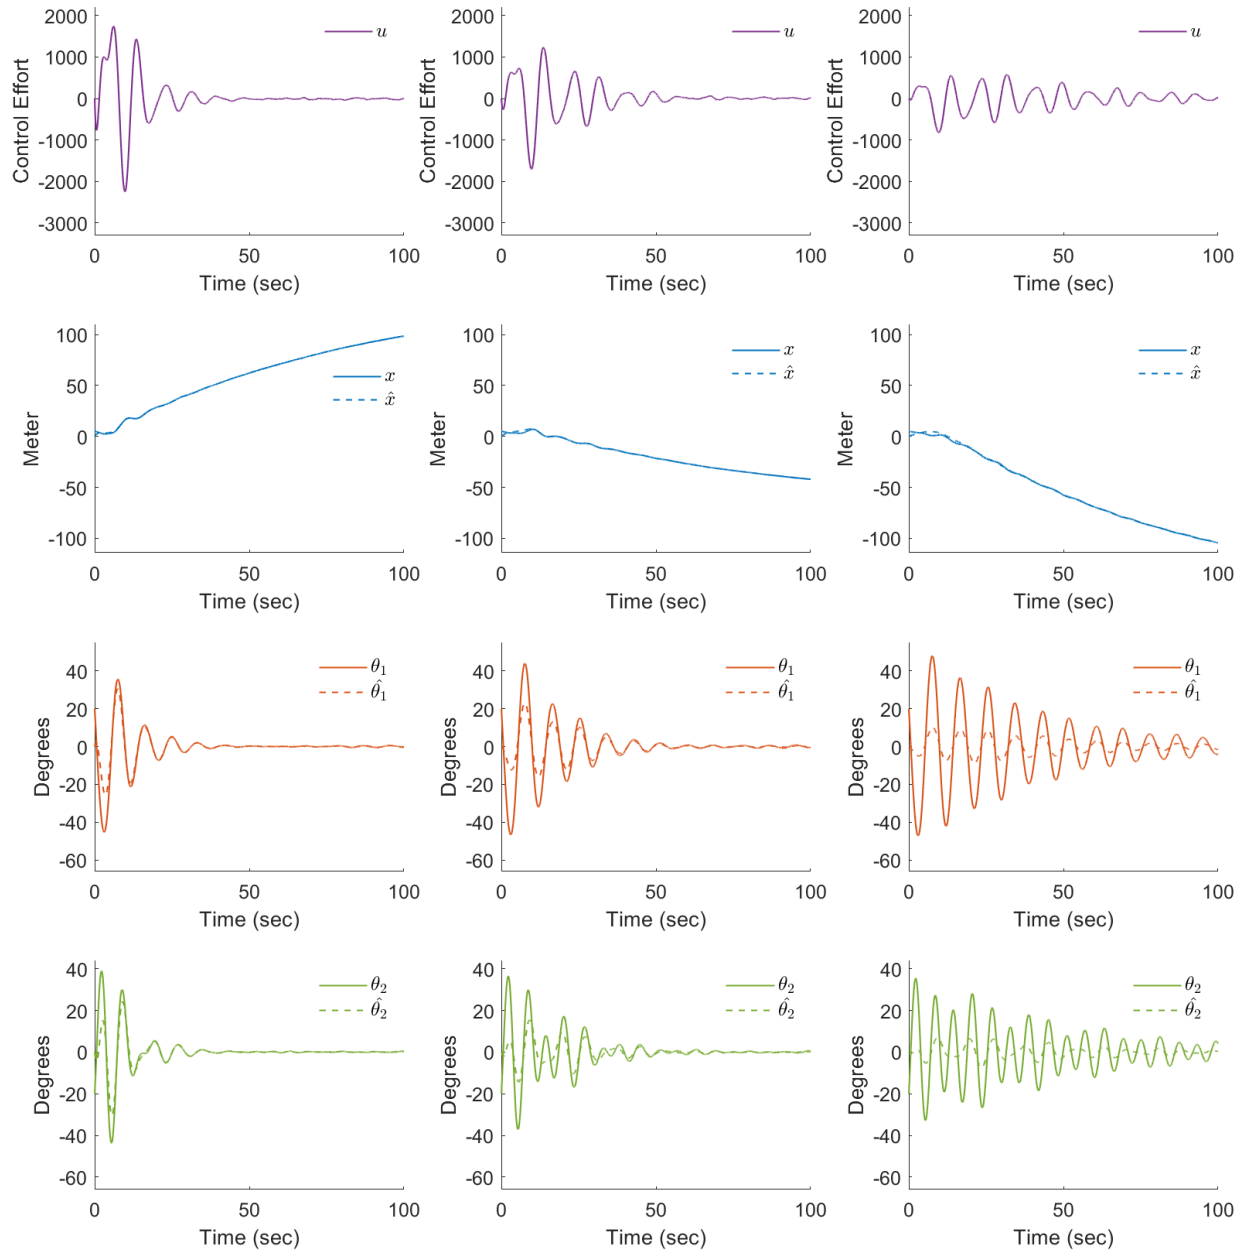 2000
1000
0
-1000
-2000
-3000
Control Effort
u
0 50 100
Time (sec)
2000
1000
0
-1000
-2000
-3000
Control Effort
u
0 50 100
Time (sec)
2000
1000
0
-1000
-2000
-3000
Control Effort
u
0 50 100
Time (sec)
100
50
0
-50
-100
Meter
x
x̂
0 50 100
Time (sec)
100
50
0
-50
-100
Meter
x
x̂
0 50 100
Time (sec)
100
50
0
-50
-100
Meter
x
x̂
0 50 100
Time (sec)
40
20
0
-20
-40
-60
Degrees
θ₁
θ̂₁
0 50 100
Time (sec)
40
20
0
-20
-40
-60
Degrees
θ₁
θ̂₁
0 50 100
Time (sec)
40
20
0
-20
-40
-60
Degrees
θ₁
θ̂₁
0 50 100
Time (sec)
40
20
0
-20
-40
-60
Degrees
θ₂
θ̂₂
0 50 100
Time (sec)
40
20
0
-20
-40
-60
Degrees
θ₂
θ̂₂
0 50 100
Time (sec)
40
20
0
-20
-40
-60
Degrees
θ₂
θ̂₂
0 50 100
Time (sec)